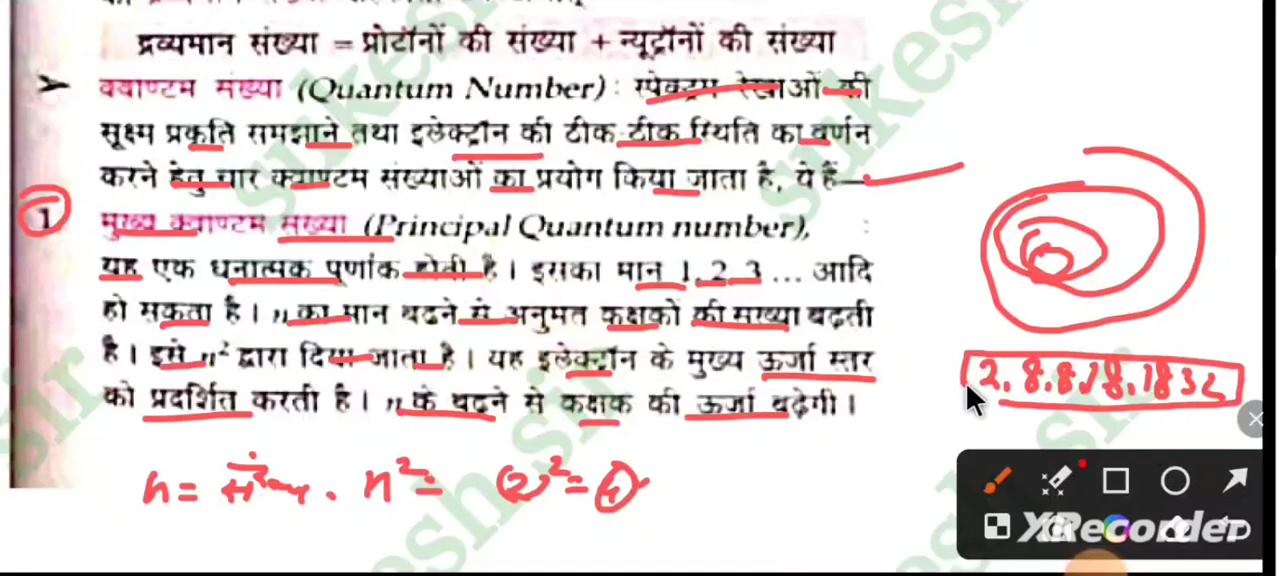 द्रव्यमान संख्या = प्रोटॉनों की संख्या + न्यूट्रॉनों की संख्या
➤ क्वाण्टम संख्या (Quantum Number) : स्पेक्ट्रम रेखाओं की
सूक्ष्म प्रकृति समझाने तथा इलेक्ट्रॉन की ठीक-ठीक स्थिति का वर्णन
करने हेतु चार क्वाण्टम संख्याओं का प्रयोग किया जाता है, ये हैं—
1 मुख्य क्वाण्टम संख्या (Principal Quantum number), :
यह एक धनात्मक पूर्णांक होती है। इसका मान 1, 2, 3 ... आदि
हो सकता है। n का मान बढ़ने से अनुमत कक्षकों की संख्या बढ़ती
है। इसे n² द्वारा दिया जाता है। यह इलेक्ट्रॉन के मुख्य ऊर्जा स्तर
को प्रदर्शित करती है। n के बढ़ने से कक्षक की ऊर्जा बढ़ेगी।
2.8.8.18.1832
n = n² = (2)² = 4
XRecorder
sukeshsir